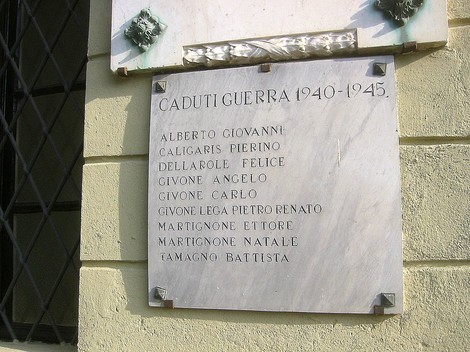 CADUTI GUERRA 1940-1945.
ALBERTO GIOVANNI
CALIGARIS PIERINO
DELLAROLE FELICE
GIVONE ANGELO
GIVONE CARLO
GIVONE LEGA PIETRO RENATO
MARTIGNONE ETTORE
MARTIGNONE NATALE
TAMAGNO BATTISTA